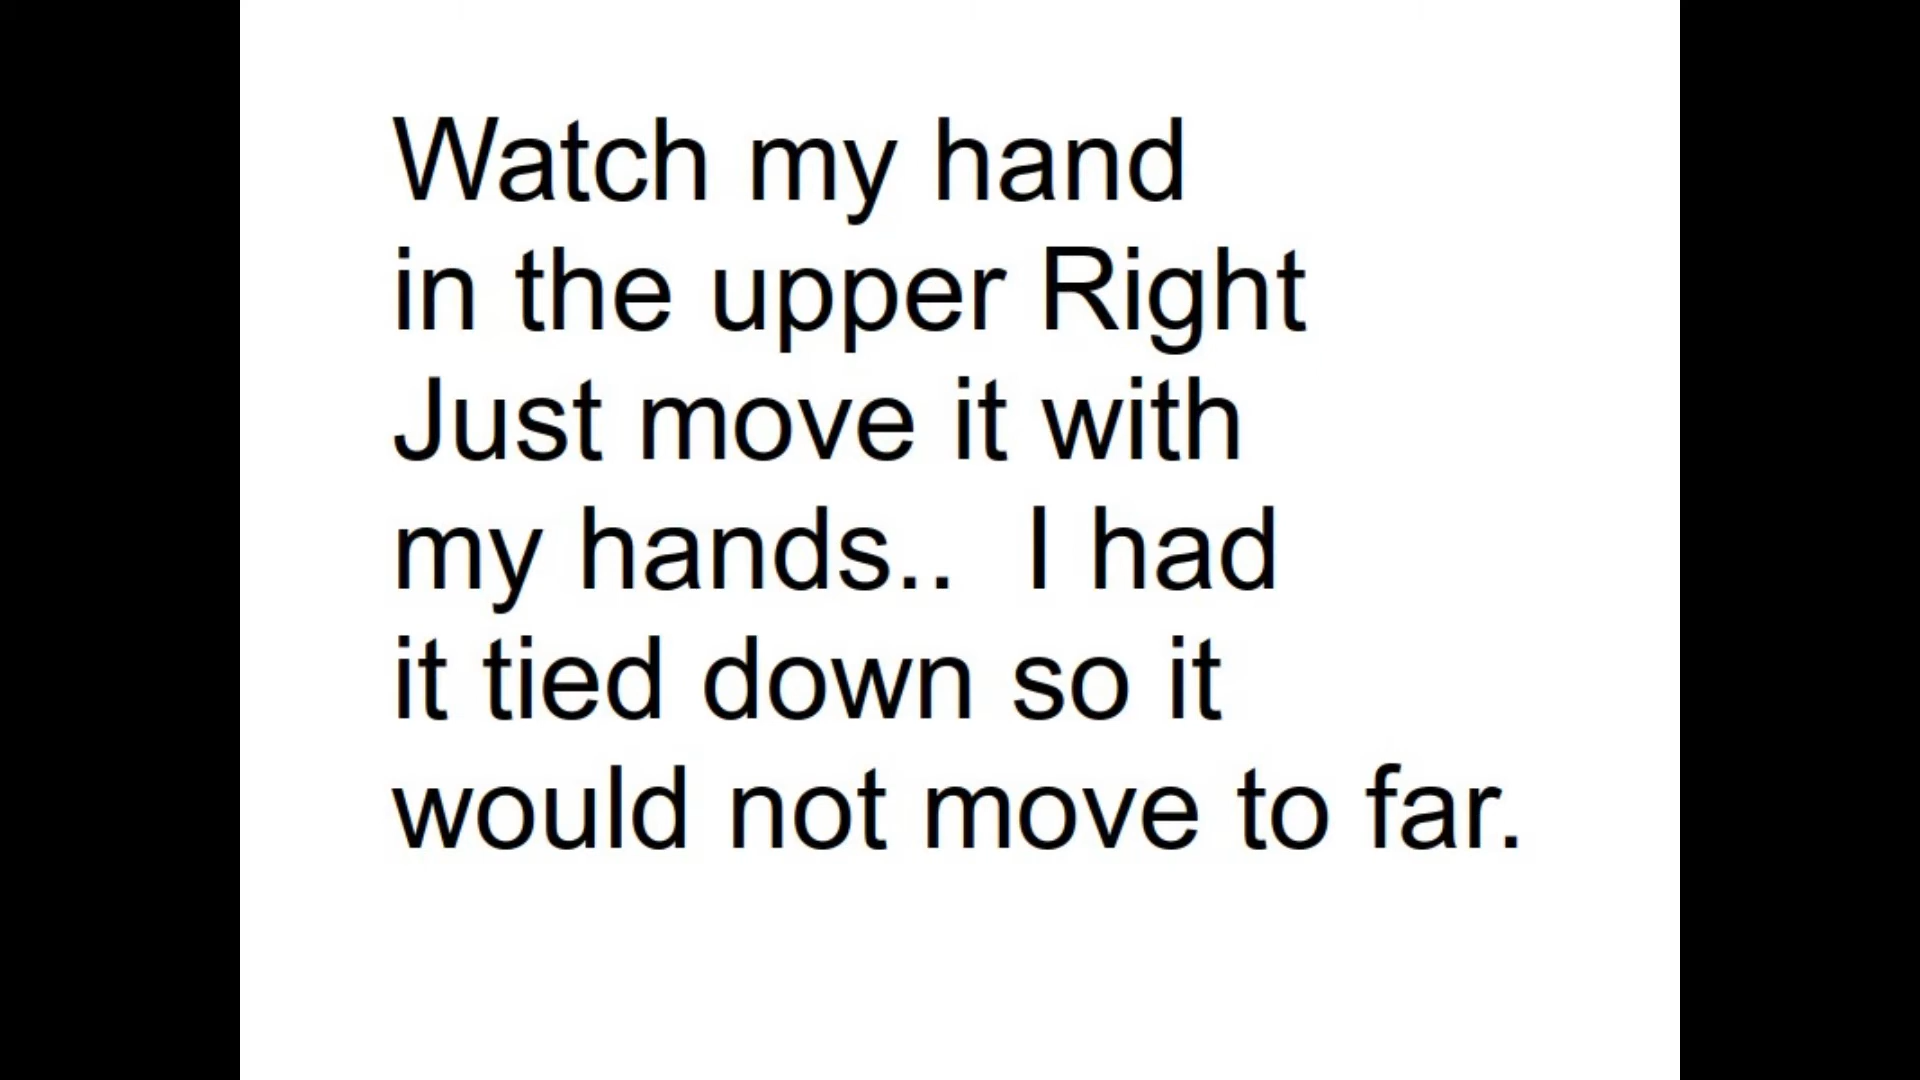 Watch my hand
in the upper Right
Just move it with
my hands..  I had
it tied down so it
would not move to far.